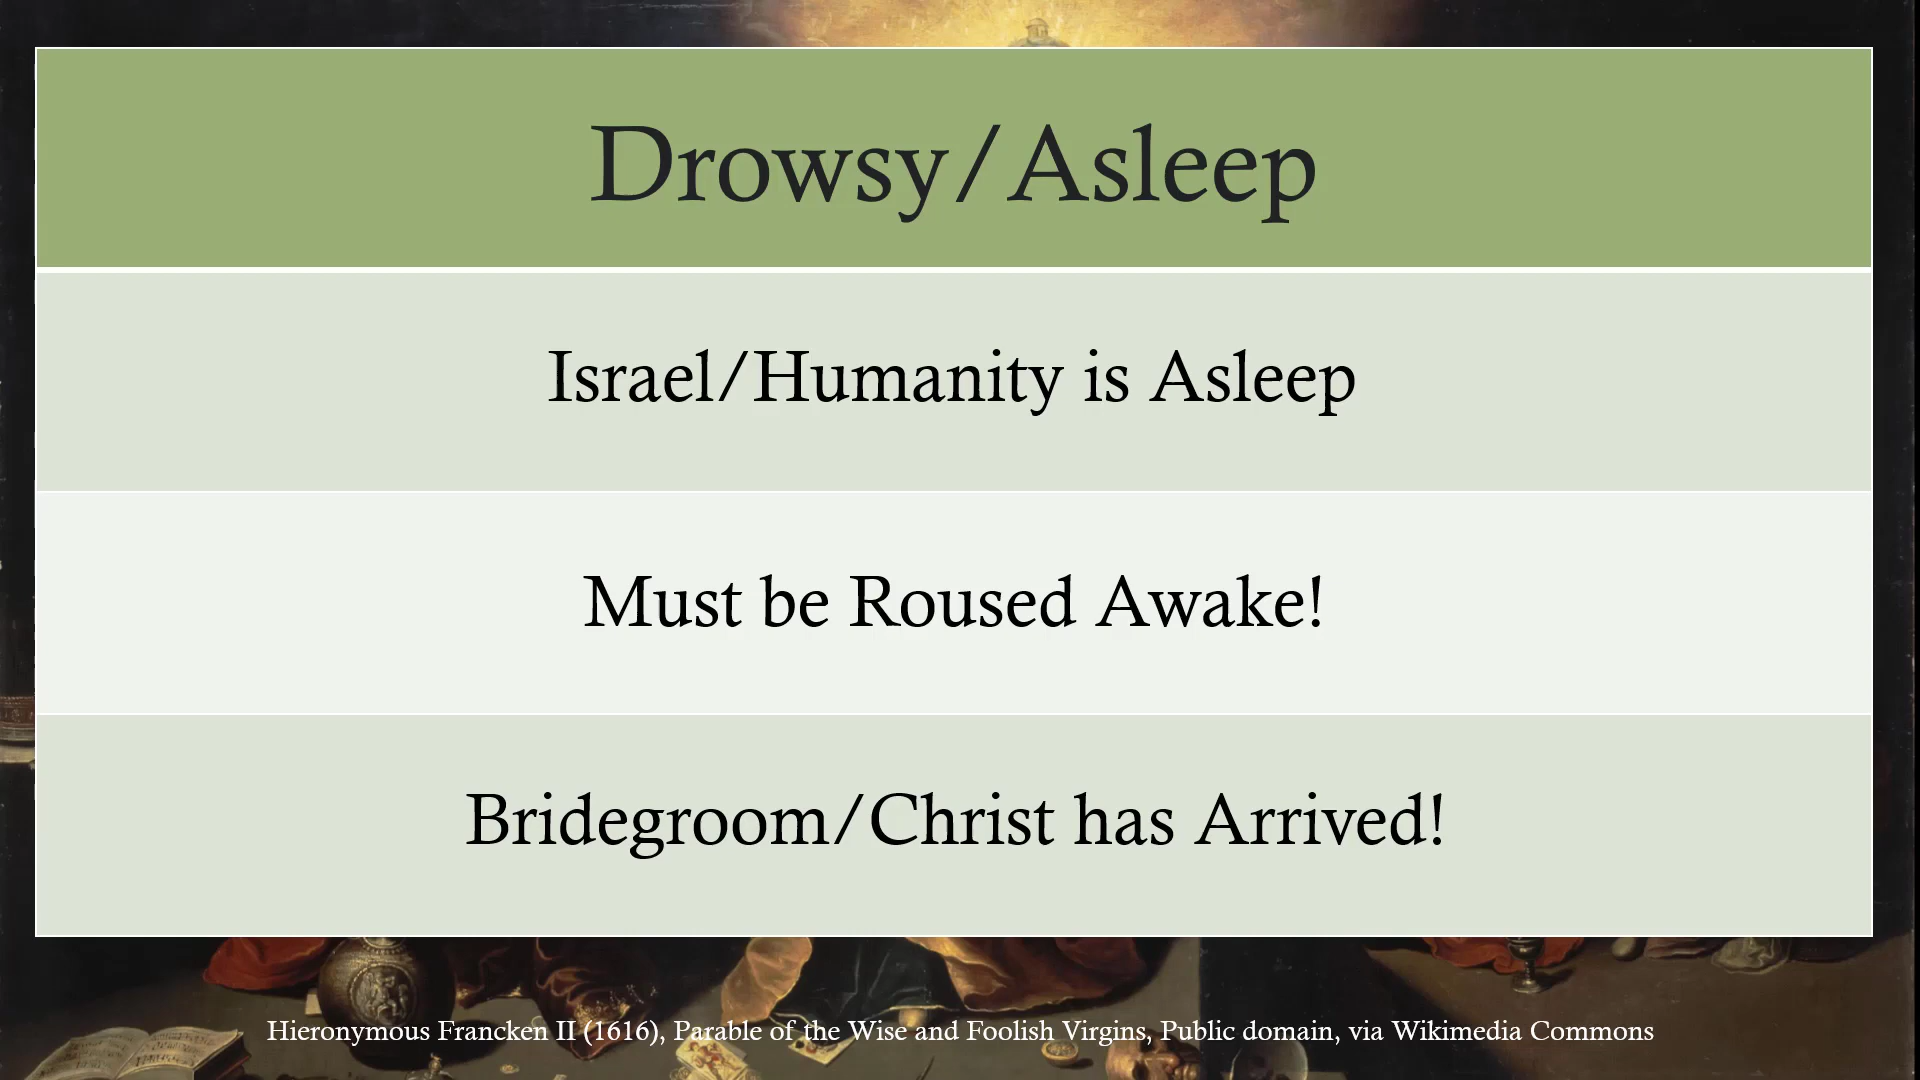 Drowsy/Asleep
Israel/Humanity is Asleep
Must be Roused Awake!
Bridegroom/Christ has Arrived!
Hieronymous Francken II (1616), Parable of the Wise and Foolish Virgins, Public domain, via Wikimedia Commons